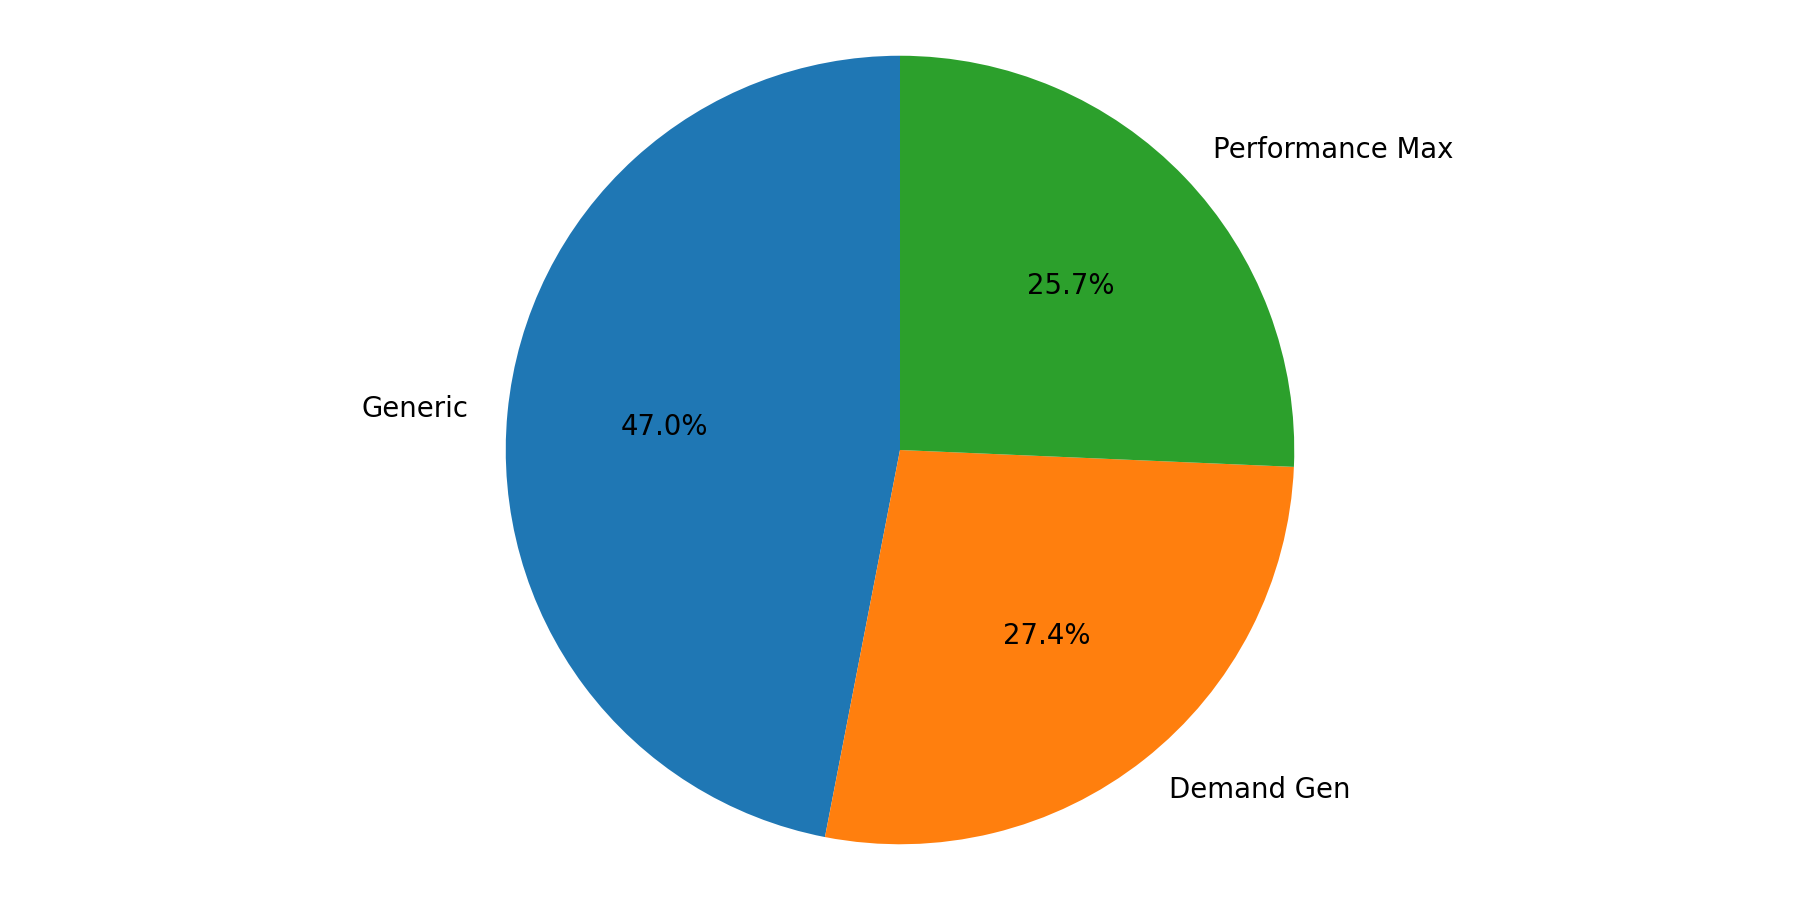 Performance Max
25.7%
Generic
47.0%
27.4%
Demand Gen